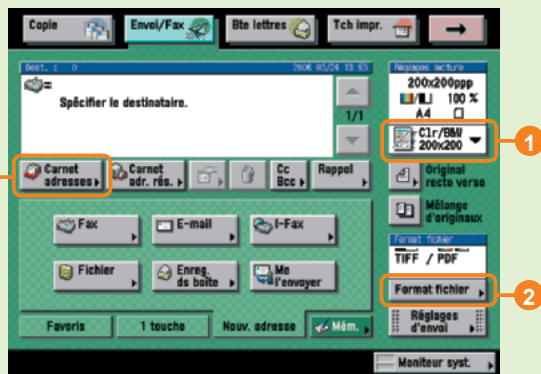 Copie
Envoi/Fax
Bte lettres
Tch impr.
Dest. : 0
2006 03/24 13 53
Spécifier le destinataire.
1/1
Réglages lecture
200x200ppp
100 %
A4
Clr/B&W
200x200
1
Carnet
adresses
Carnet
adr. rés.
Cc
Bcc
Rappel
Original
recto verso
Mélange
d'originaux
Fax
E-mail
I-Fax
Fichier
Enreg.
ds boîte
Me
l'envoyer
Format fichier
TIFF / PDF
Format fichier
2
Favoris
1 touche
Nouv. adresse
Mém.
Réglages
d'envoi
Moniteur syst.